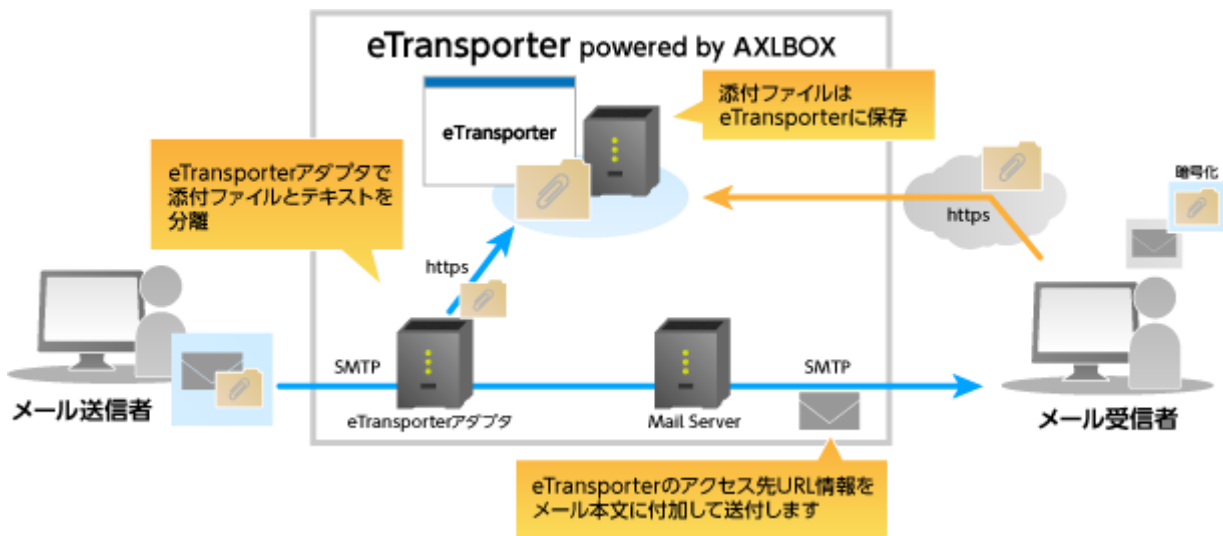 eTransporter powered by AXLBOX
添付ファイルは
eTransporterに保存
eTransporter
eTransporterアダプタで
添付ファイルとテキストを
分離
暗号化
https
https
SMTP
SMTP
メール送信者
eTransporterアダプタ
Mail Server
メール受信者
eTransporterのアクセス先URL情報を
メール本文に付加して送付します